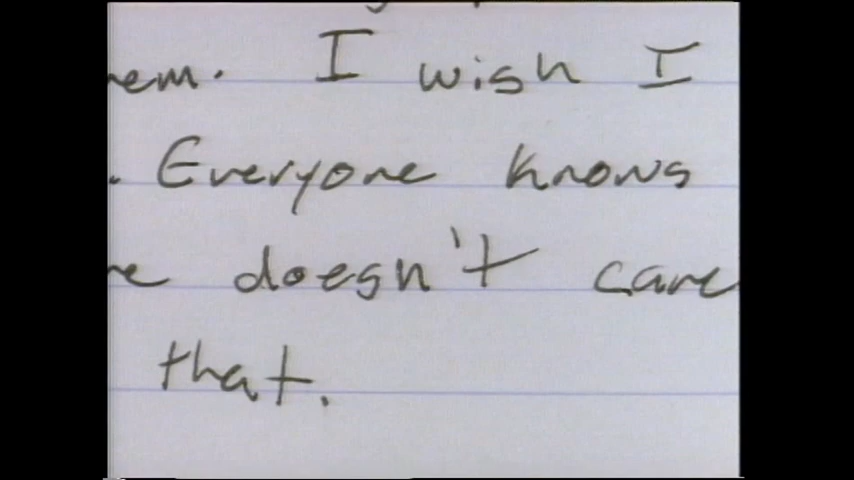 em. I wish I
. Everyone knows
e doesn't care
that.